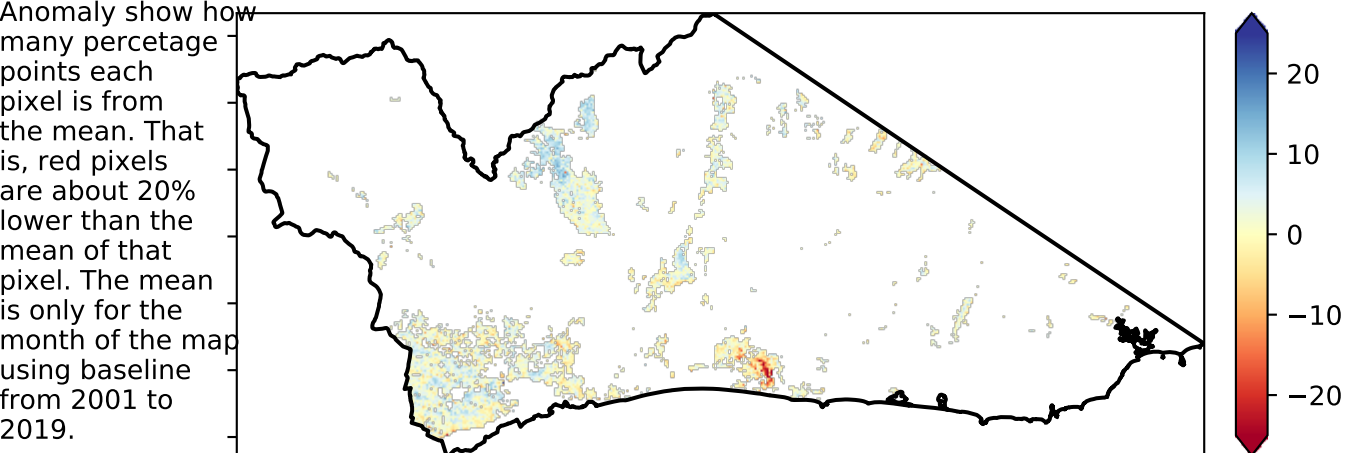 Anomaly show how
many percetage
points each
pixel is from
the mean. That
is, red pixels
are about 20%
lower than the
mean of that
pixel. The mean
is only for the
month of the map
using baseline
from 2001 to
2019.
20
10
0
−10
−20